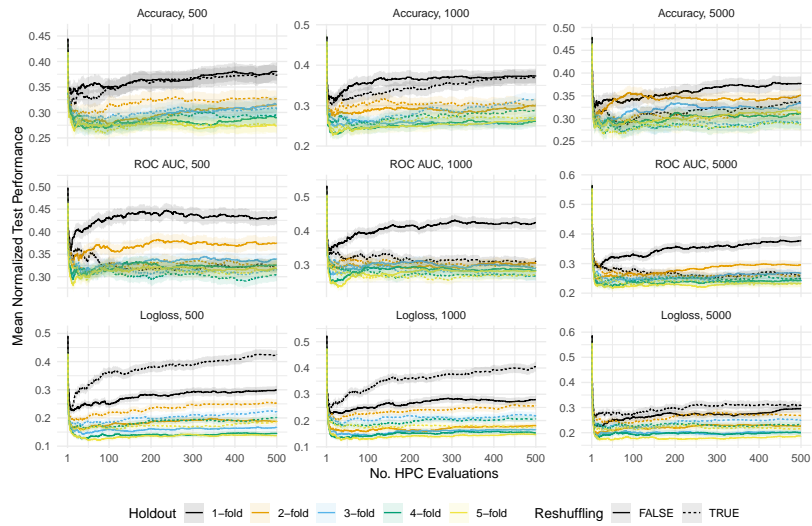 Accuracy, 500
Accuracy, 1000
Accuracy, 5000
0.45
0.40
0.35
0.30
0.25
0.4
0.3
0.2
0.50
0.45
0.40
0.35
0.30
0.25
ROC AUC, 500
ROC AUC, 1000
ROC AUC, 5000
0.50
0.45
0.40
0.35
0.30
0.5
0.4
0.3
0.2
0.6
0.5
0.4
0.3
0.2
Logloss, 500
Logloss, 1000
Logloss, 5000
0.5
0.4
0.3
0.2
0.1
0.5
0.4
0.3
0.2
0.1
0.6
0.5
0.4
0.3
0.2
1 100 200 300 400 500
1 100 200 300 400 500
1 100 200 300 400 500
Mean Normalized Test Performance
No. HPC Evaluations
Holdout 1-fold 2-fold 3-fold 4-fold 5-fold Reshuffling FALSE TRUE